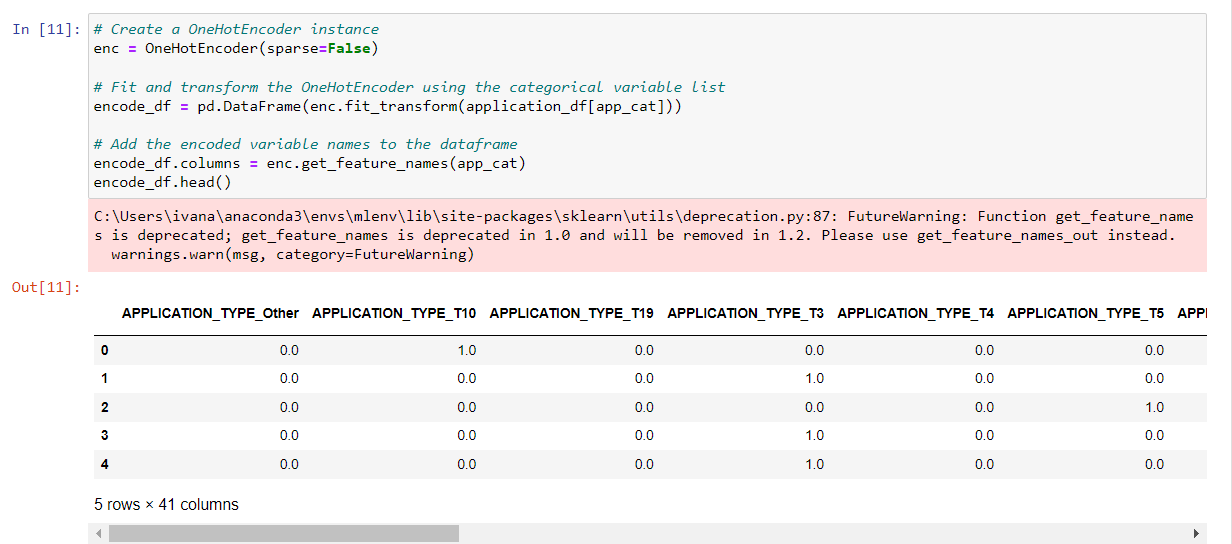 In [11]:
# Create a OneHotEncoder instance
enc = OneHotEncoder(sparse=False)
# Fit and transform the OneHotEncoder using the categorical variable list
encode_df = pd.DataFrame(enc.fit_transform(application_df[app_cat]))
# Add the encoded variable names to the dataframe
encode_df.columns = enc.get_feature_names(app_cat)
encode_df.head()
C:\Users\ivana\anaconda3\envs\mlenv\lib\site-packages\sklearn\utils\deprecation.py:87: FutureWarning: Function get_feature_name
s is deprecated; get_feature_names is deprecated in 1.0 and will be removed in 1.2. Please use get_feature_names_out instead.
warnings.warn(msg, category=FutureWarning)
Out[11]:
APPLICATION_TYPE_Other APPLICATION_TYPE_T10 APPLICATION_TYPE_T19 APPLICATION_TYPE_T3 APPLICATION_TYPE_T4 APPLICATION_TYPE_T5
0 0.0 1.0 0.0 0.0 0.0 0.0
1 0.0 0.0 0.0 1.0 0.0 0.0
2 0.0 0.0 0.0 0.0 0.0 1.0
3 0.0 0.0 0.0 1.0 0.0 0.0
4 0.0 0.0 0.0 1.0 0.0 0.0
5 rows × 41 columns